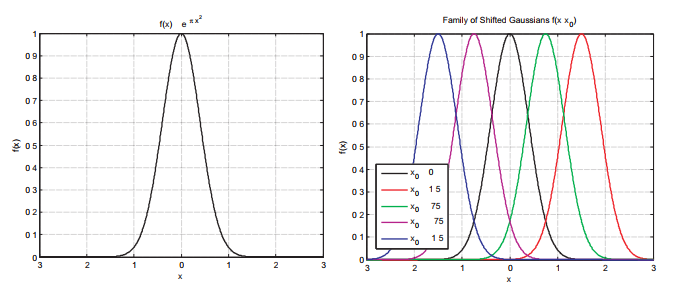 f(x) e π x²
1
0 9
0 8
0 7
0 6
0 5
0 4
0 3
0 2
0 1
0
f(x)
3 2 1 0 1 2 3
x
Family of Shifted Gaussians f(x x₀)
1
0 9
0 8
0 7
0 6
0 5
0 4
0 3
0 2
0 1
0
f(x)
x₀ 0
x₀ 1 5
x₀ 75
x₀ 75
x₀ 1 5
3 2 1 0 1 2 3
x